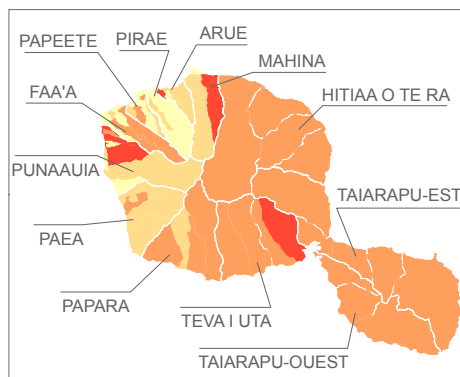 PAPEETE
PIRAE
ARUE
MAHINA
FAA'A
HITIAA O TE RA
PUNAAUIA
TAIARAPU-EST
PAEA
PAPARA
TEVA I UTA
TAIARAPU-OUEST